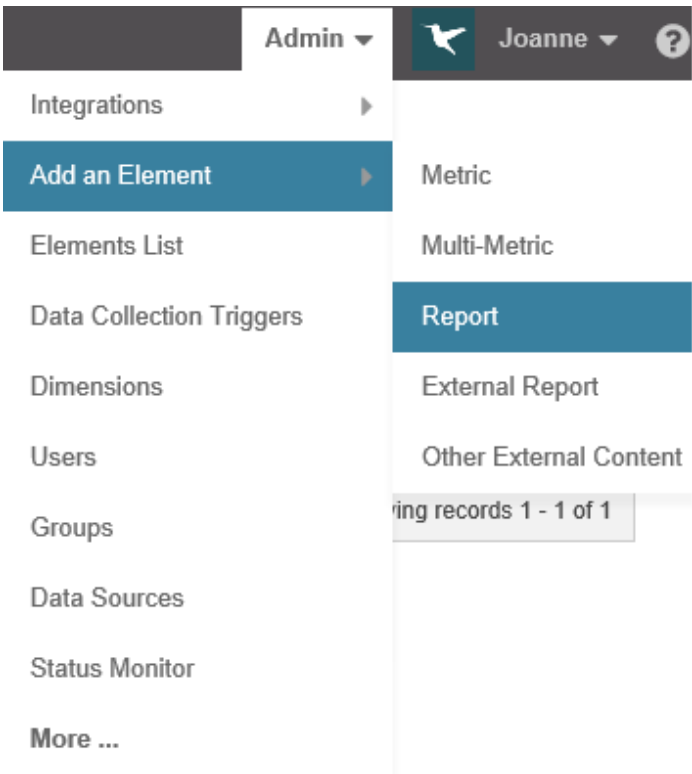 Admin
Joanne
?
Integrations
Add an Element
Metric
Elements List
Multi-Metric
Data Collection Triggers
Report
Dimensions
External Report
Users
Other External Content
Groups
records 1 - 1 of 1
Data Sources
Status Monitor
More ...